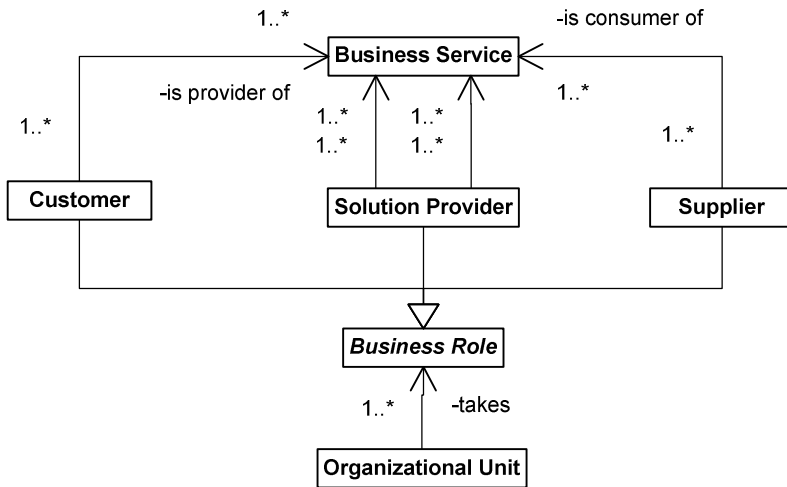 1..*
-is consumer of
Business Service
-is provider of
1..*
1..*
1..*
1..*
1..*
1..*
1..*
1..*
Customer
Solution Provider
Supplier
Business Role
1..*
-takes
Organizational Unit